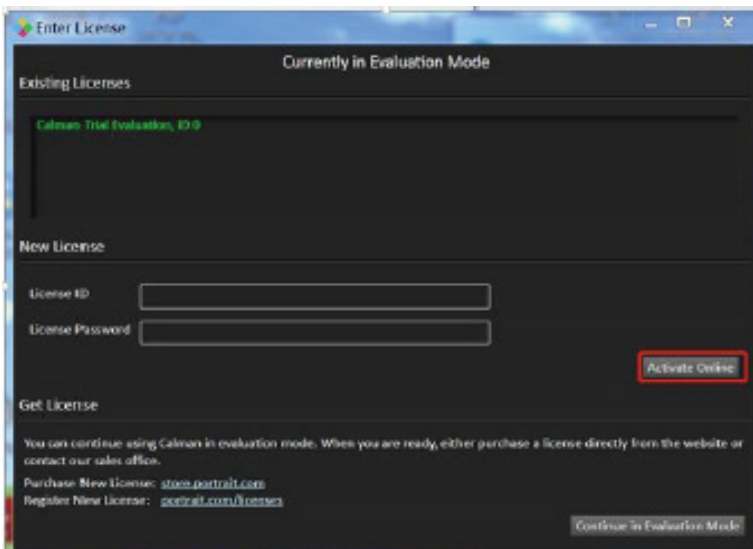 Enter License
Currently in Evaluation Mode
Existing Licenses
Calman Trial Evaluation, ID:0
New License
License ID
License Password
Activate Online
Get License
You can continue using Calman in evaluation mode. When you are ready, either purchase a license directly from the website or
contact our sales office.
Purchase New License: store.portrait.com
Register New License: portrait.com/licenses
Continue in Evaluation Mode